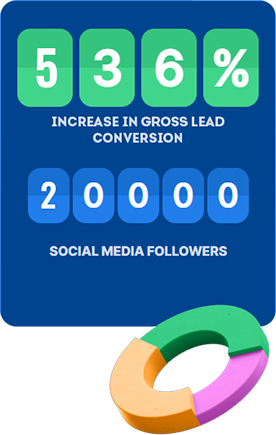 536%
INCREASE IN GROSS LEAD
CONVERSION
20000
SOCIAL MEDIA FOLLOWERS